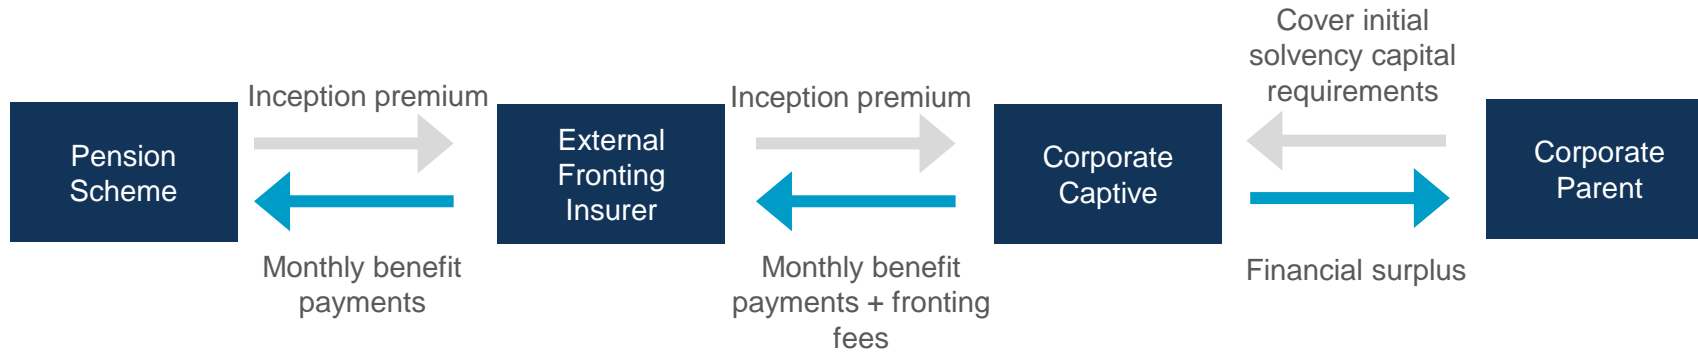 Pension
Scheme
Inception premium
Monthly benefit
payments
External
Fronting
Insurer
Inception premium
Monthly benefit
payments + fronting
fees
Corporate
Captive
Cover initial
solvency capital
requirements
Financial surplus
Corporate
Parent